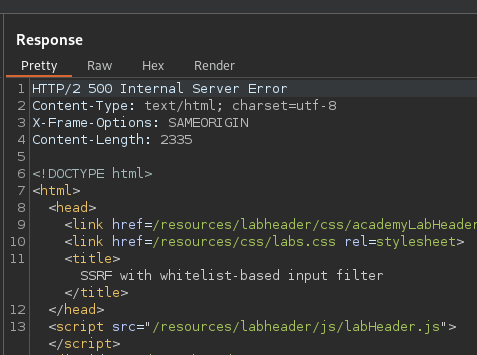 Response
Pretty Raw Hex Render
1 HTTP/2 500 Internal Server Error
2 Content-Type: text/html; charset=utf-8
3 X-Frame-Options: SAMEORIGIN
4 Content-Length: 2335
5
6 <!DOCTYPE html>
7 <html>
8 <head>
9 <link href=/resources/labheader/css/academyLabHeader
10 <link href=/resources/css/labs.css rel=stylesheet>
11 <title>
SSRF with whitelist-based input filter
</title>
12 </head>
13 <script src="/resources/labheader/js/labHeader.js">
</script>